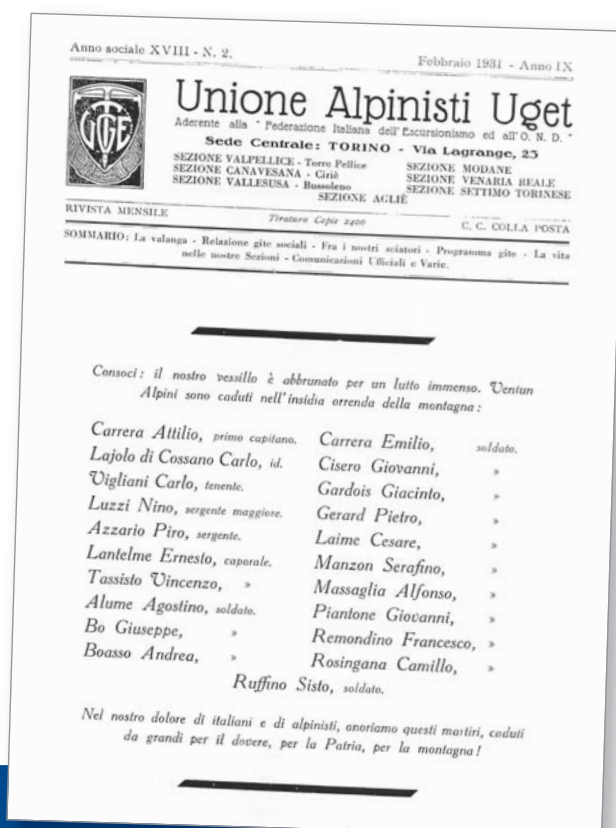 Anno sociale XVIII - N. 2.
Febbraio 1931 - Anno IX
UGET
Unione Alpinisti Uget
Aderente alla "Federazione Italiana dell'Escursionismo ed all'O. N. D."
Sede Centrale: TORINO - Via Lagrange, 23
SEZIONE VALPELLICE - Torre Pellice
SEZIONE CANAVESANA - Ciriè
SEZIONE VALLESUSA - Bussoleno
SEZIONE MODANE
SEZIONE VENARIA REALE
SEZIONE SETTIMO TORINESE
SEZIONE AGLIÈ
RIVISTA MENSILE
Tiratura Copie 2400
C. C. COLLA POSTA
SOMMARIO: La valanga - Relazione gite sociali - Fra i nostri sciatori - Programma gite - La vita
nelle nostre Sezioni - Comunicazioni Ufficiali e Varie.
Consoci: il nostro vessillo è abbrunato per un lutto immenso. Ventun
Alpini sono caduti nell'insidia orrenda della montagna:
Carrera Attilio, primo capitano.
Lajolo di Cossano Carlo, id.
Vigliani Carlo, tenente.
Luzzi Nino, sergente maggiore.
Azzario Piro, sergente.
Lantelme Ernesto, caporale.
Tassisto Vincenzo, »
Alume Agostino, soldato.
Bo Giuseppe, »
Boasso Andrea, »
Carrera Emilio, soldato.
Cisero Giovanni, »
Gardois Giacinto, »
Gerard Pietro, »
Laime Cesare, »
Manzon Serafino, »
Massaglia Alfonso, »
Piantone Giovanni, »
Remondino Francesco, »
Rosingana Camillo, »
Ruffino Sisto, soldato.
Nel nostro dolore di italiani e di alpinisti, onoriamo questi martiri, caduti
da grandi per il dovere, per la Patria, per la montagna!